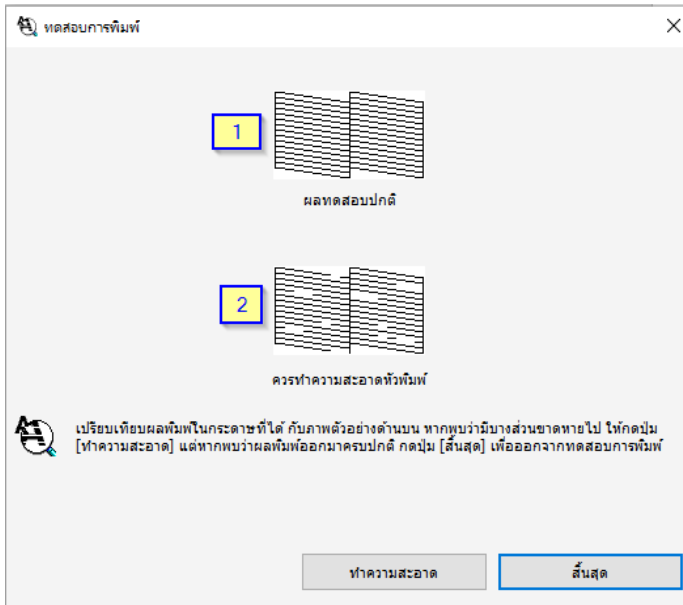 ทดสอบการพิมพ์
1
ผลทดสอบปกติ
2
ควรทำความสะอาดหัวพิมพ์
เปรียบเทียบผลพิมพ์ในกระดาษที่ได้ กับภาพตัวอย่างด้านบน หากพบว่ามีบางส่วนขาดหายไป ให้กดปุ่ม
[ทำความสะอาด] แต่หากพบว่าผลพิมพ์ออกมาครบปกติ กดปุ่ม [สิ้นสุด] เพื่อออกจากทดสอบการพิมพ์
ทำความสะอาด
สิ้นสุด